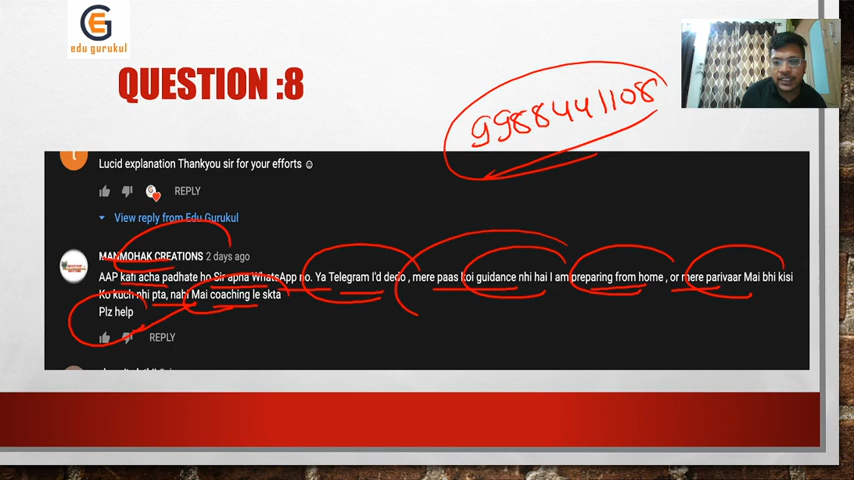 edu gurukul
QUESTION :8
9988441108
Lucid explanation Thankyou sir for your efforts ☺
REPLY
View reply from Edu Gurukul
MANMOHAK CREATIONS 2 days ago
AAP kafi acha padhate ho Sir apna WhatsApp no. Ya Telegram I'd dedo , mere paas koi guidance nhi hai I am preparing from home , or mere parivaar Mai bhi kisi
Ko kuch nhi pta, nahi Mai coaching le skta
Plz help
REPLY